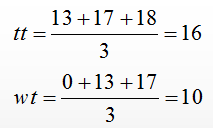 tt = (13+17+18)/3 = 16
wt = (0+13+17)/3 = 10